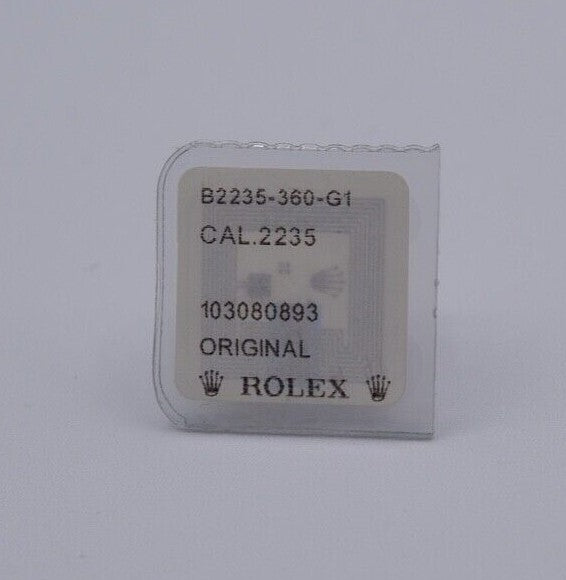 B2235-360-G1
CAL.2235
103080893
ORIGINAL
ROLEX